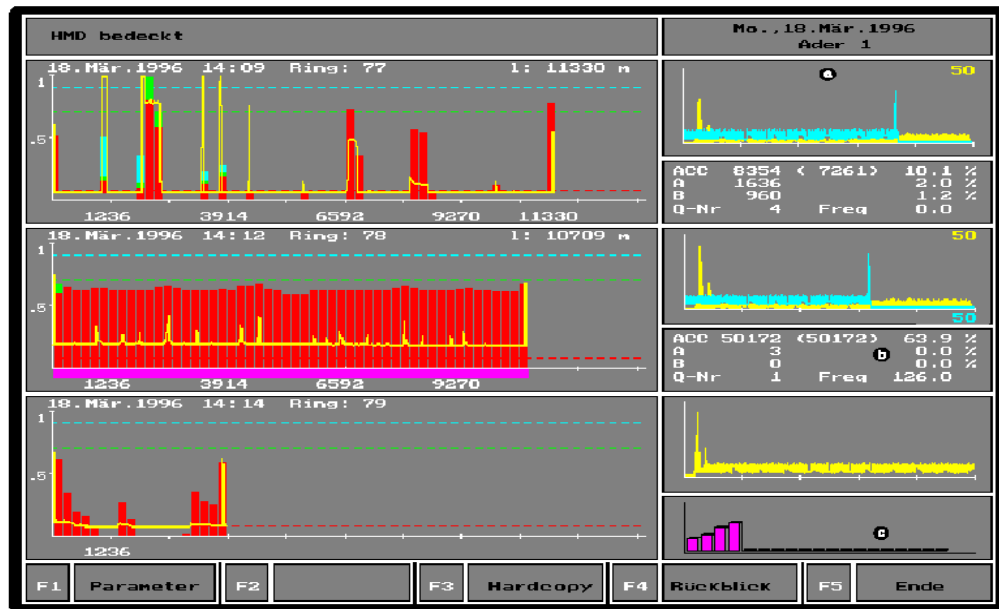 HMD bedeckt
Mo.,18.Mär.1996
Ader 1
18.Mär.1996 14:09 Ring: 77 l: 11330 m
1
.5
1236 3914 6592 9270 11330
a
50
ACC 8354 ( 7261) 10.1 %
A 1636 2.0 %
B 960 1.2 %
Q-Nr 4 Freq 0.0
18.Mär.1996 14:12 Ring: 78 l: 10709 m
1
.5
1236 3914 6592 9270
50
50
ACC 50172 (50172) 63.9 %
A 3 0.0 %
b
B 0 0.0 %
Q-Nr 1 Freq 126.0
18.Mär.1996 14:14 Ring: 79
1
.5
1236
c
F1 Parameter F2 F3 Hardcopy F4 Rückblick F5 Ende